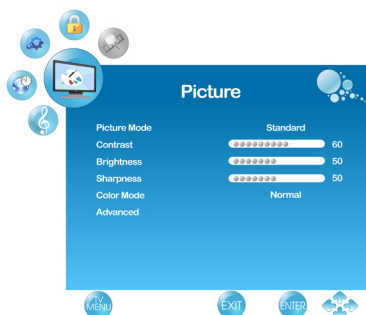 Picture
Picture Mode Standard
Contrast 60
Brightness 50
Sharpness 50
Color Mode Normal
Advanced
TV
MENU
EXIT
ENTER